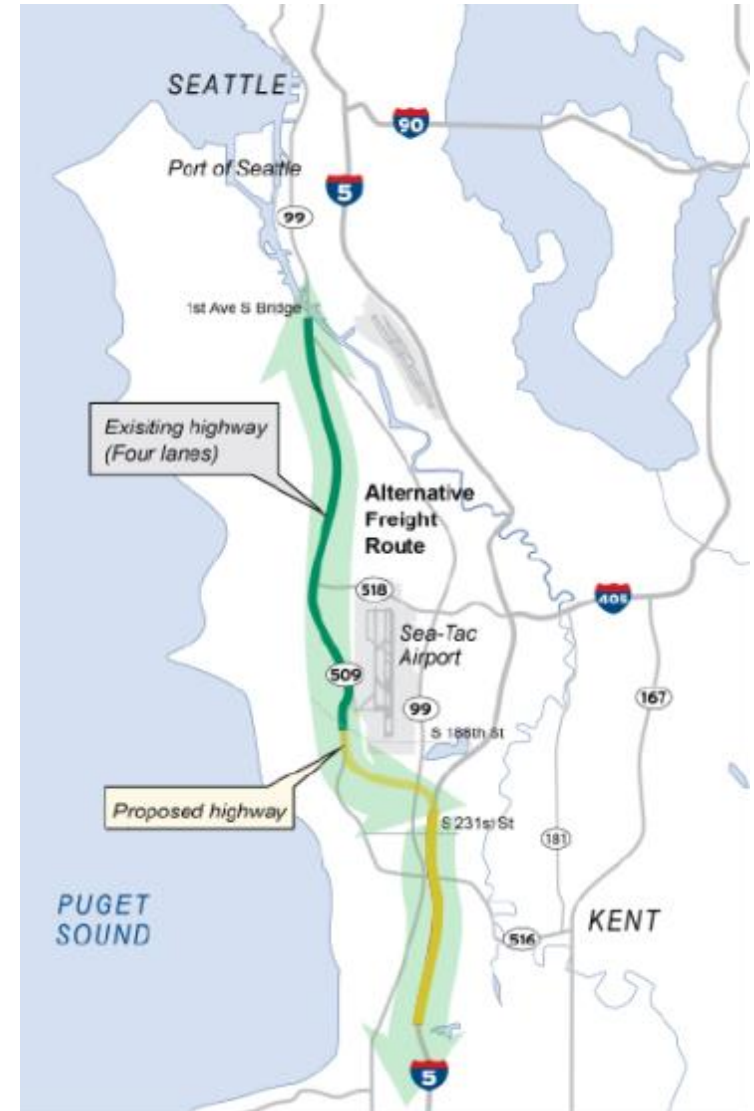 SEATTLE
90
Port of Seattle
5
99
1st Ave S Bridge
Exisiting highway
(Four lanes)
Alternative
Freight
Route
518
405
Sea-Tac
Airport
509
99
167
S 188th St
Proposed highway
S 231st St
181
PUGET
SOUND
KENT
516
5